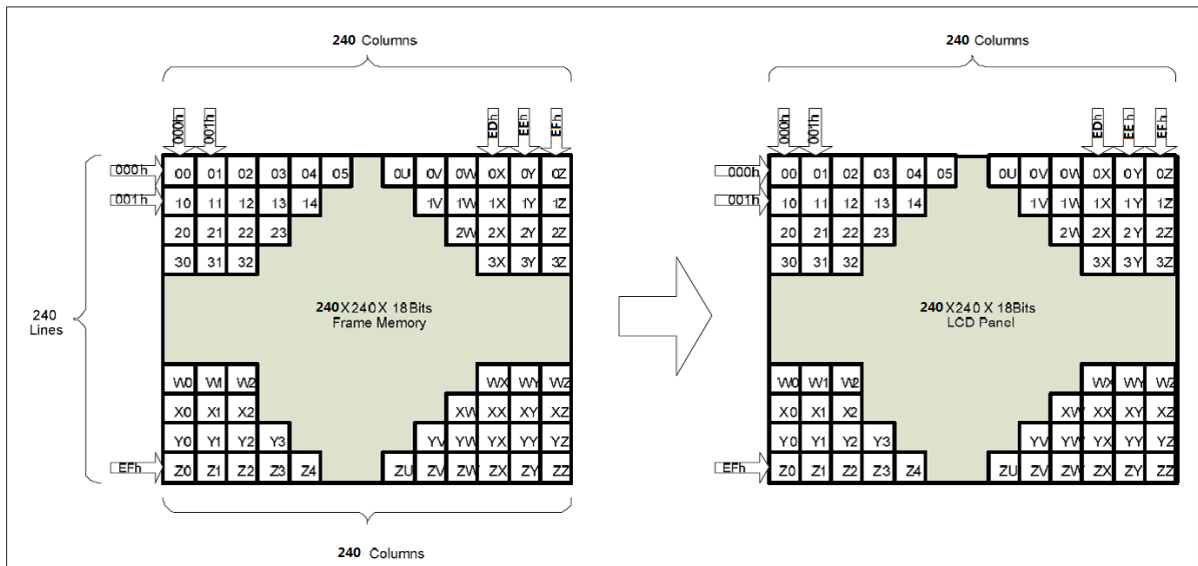 240 Columns 240 Columns
000h 001h EDh EEh EFh 000h 001h EDh EEh EFh
000h 00 01 02 03 04 05 0U 0V 0W 0X 0Y 0Z 000h 00 01 02 03 04 05 0U 0V 0W 0X 0Y 0Z
001h 10 11 12 13 14 1V 1W 1X 1Y 1Z 001h 10 11 12 13 14 1V 1W 1X 1Y 1Z
20 21 22 23 2W 2X 2Y 2Z 20 21 22 23 2W 2X 2Y 2Z
30 31 32 3X 3Y 3Z 30 31 32 3X 3Y 3Z
240 X 240 X 18Bits 240 X 240 X 18Bits
240 Frame Memory LCD Panel
Lines
W0 W1 W2 WX WY WZ W0 W1 W2 WX WY WZ
X0 X1 X2 XW XX XY XZ X0 X1 X2 XW XX XY XZ
Y0 Y1 Y2 Y3 YV YW YX YY YZ Y0 Y1 Y2 Y3 YV YW YX YY YZ
EFh Z0 Z1 Z2 Z3 Z4 ZU ZV ZW ZX ZY ZZ EFh Z0 Z1 Z2 Z3 Z4 ZU ZV ZW ZX ZY ZZ
240 Columns